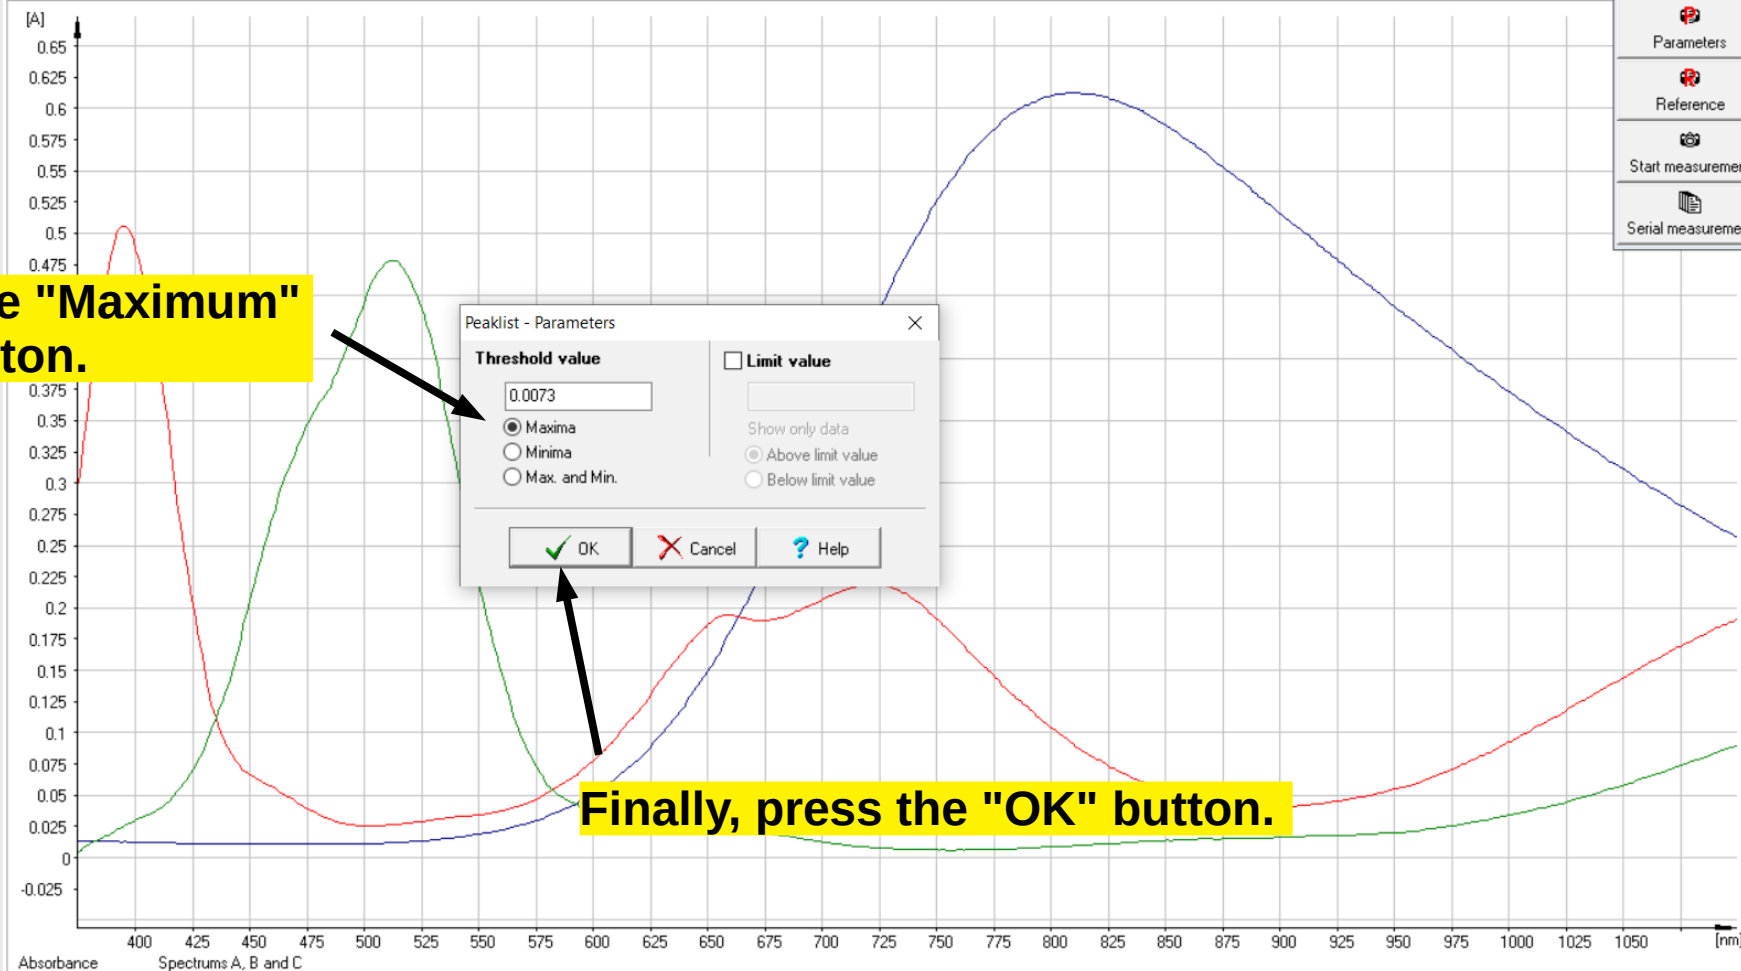 [A]
0.65
0.625
0.6
0.575
0.55
0.525
0.5
0.475
e "Maximum"
ton.
0.375
0.35
0.325
0.3
0.275
0.25
0.225
0.2
0.175
0.15
0.125
0.1
0.075
0.05
0.025
0
-0.025
Peaklist - Parameters
Threshold value
0.0073
Maxima
Minima
Max. and Min.
Limit value
Show only data
Above limit value
Below limit value
OK
Cancel
? Help
Finally, press the "OK" button.
Parameters
Reference
Start measureme
Serial measureme
400 425 450 475 500 525 550 575 600 625 650 675 700 725 750 775 800 825 850 875 900 925 950 975 1000 1025 1050 [nm]
Absorbance Spectrums A, B and C